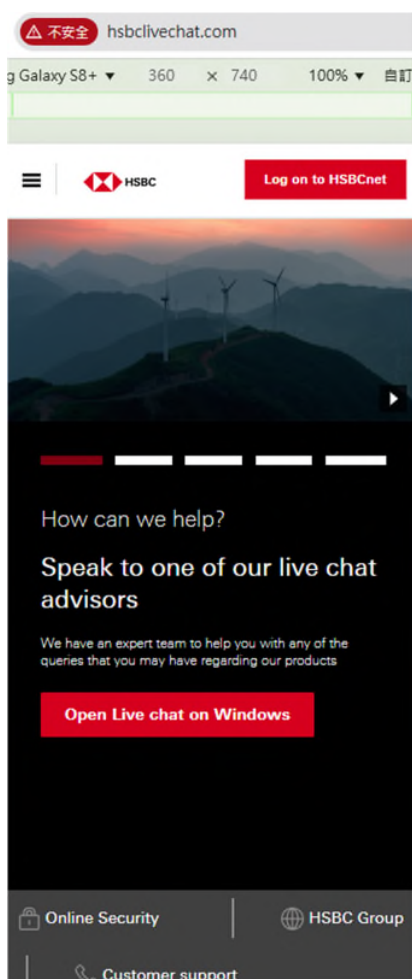 不安全 hsbclivechat.com
g Galaxy S8+ ▼ 360 × 740 100% ▼ 自訂
HSBC
Log on to HSBCnet
How can we help?
Speak to one of our live chat
advisors
We have an expert team to help you with any of the
queries that you may have regarding our products
Open Live chat on Windows
Online Security
HSBC Group
Customer support